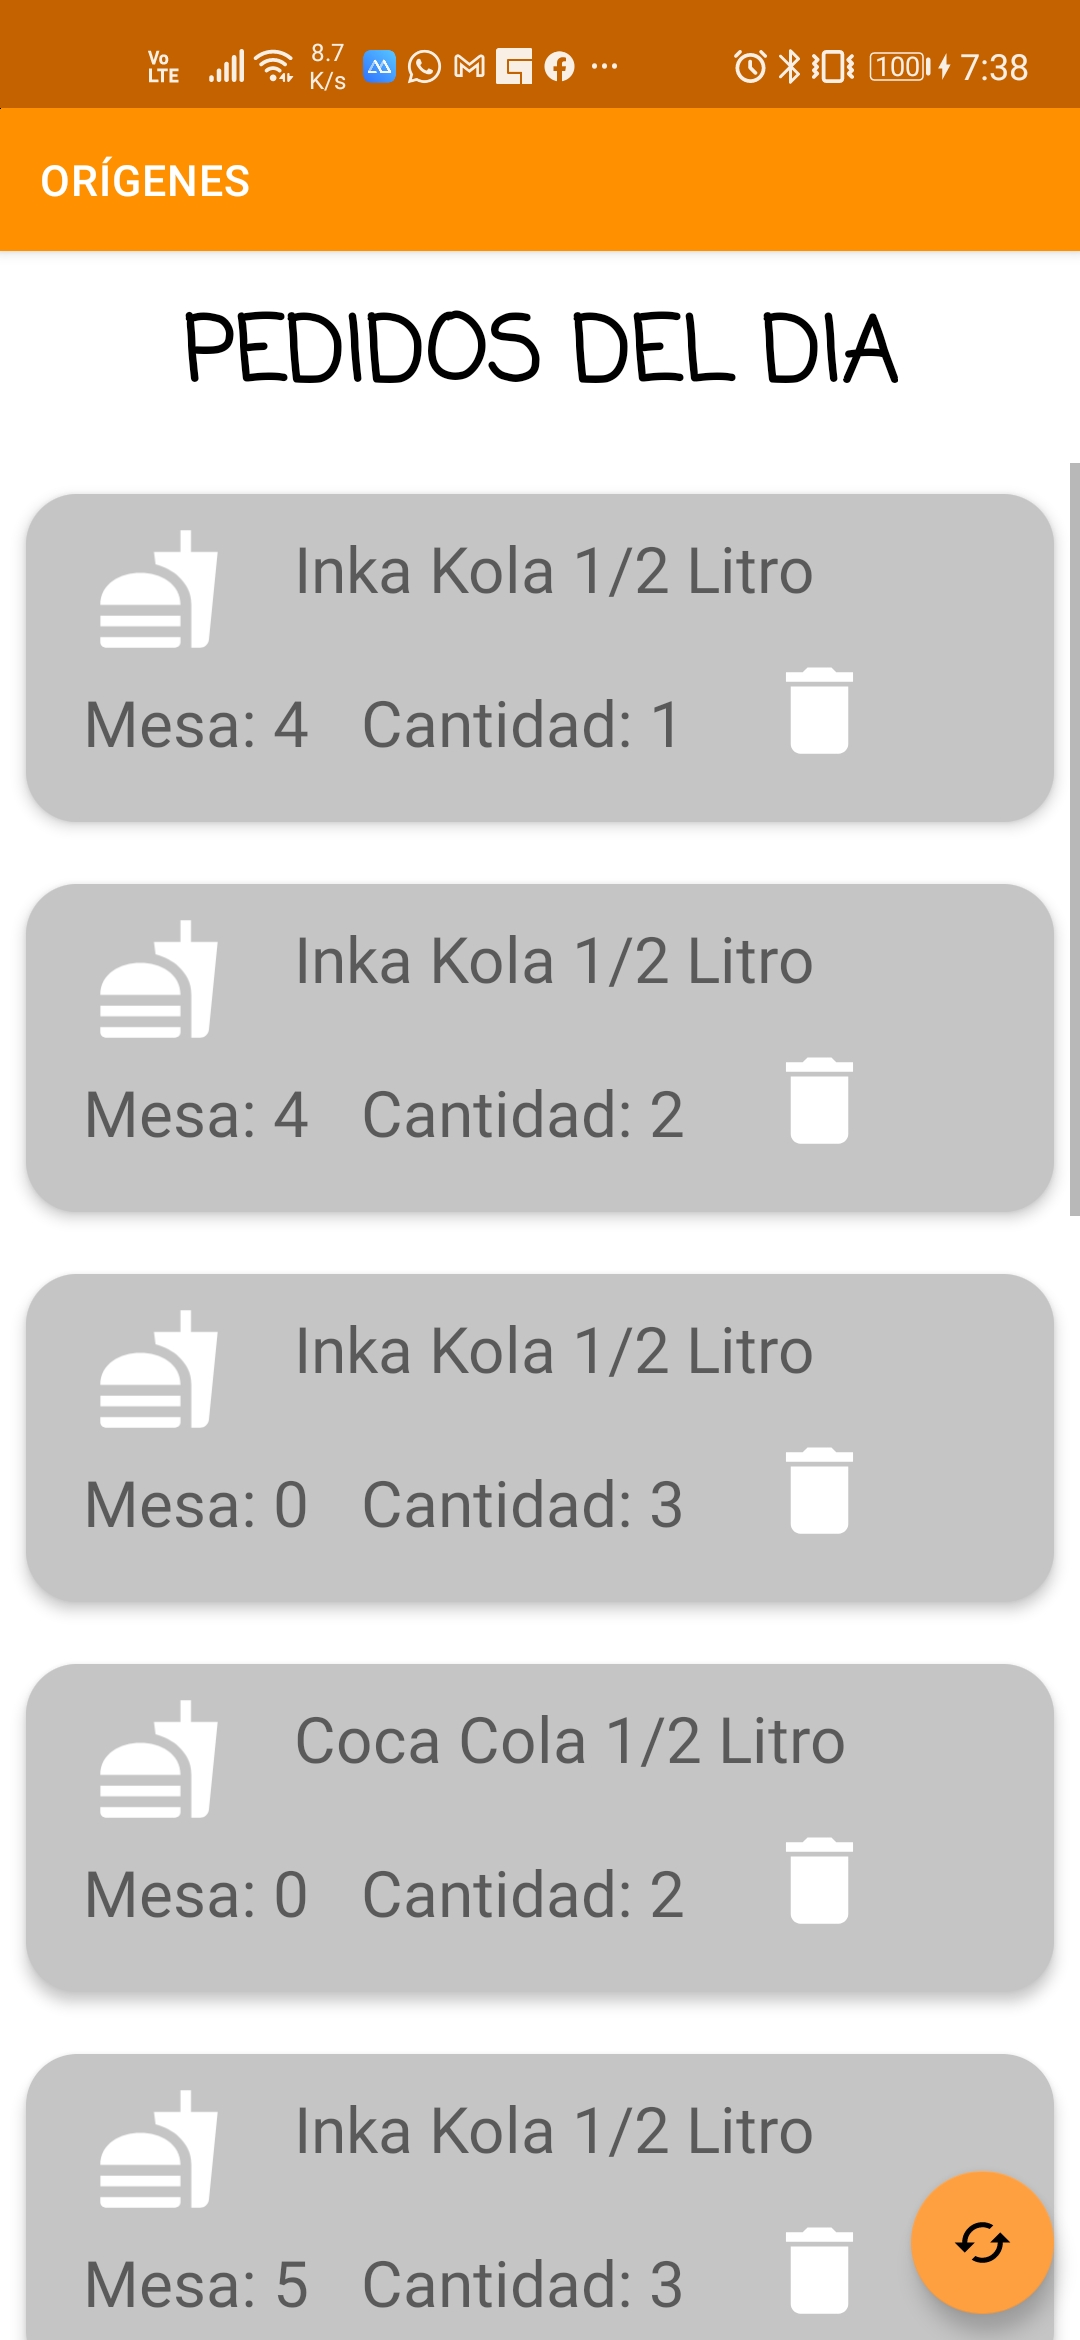 Vo LTE 8.7 K/s 100 7:38
ORÍGENES
PEDIDOS DEL DIA
Inka Kola 1/2 Litro
Mesa: 4 Cantidad: 1
Inka Kola 1/2 Litro
Mesa: 4 Cantidad: 2
Inka Kola 1/2 Litro
Mesa: 0 Cantidad: 3
Coca Cola 1/2 Litro
Mesa: 0 Cantidad: 2
Inka Kola 1/2 Litro
Mesa: 5 Cantidad: 3